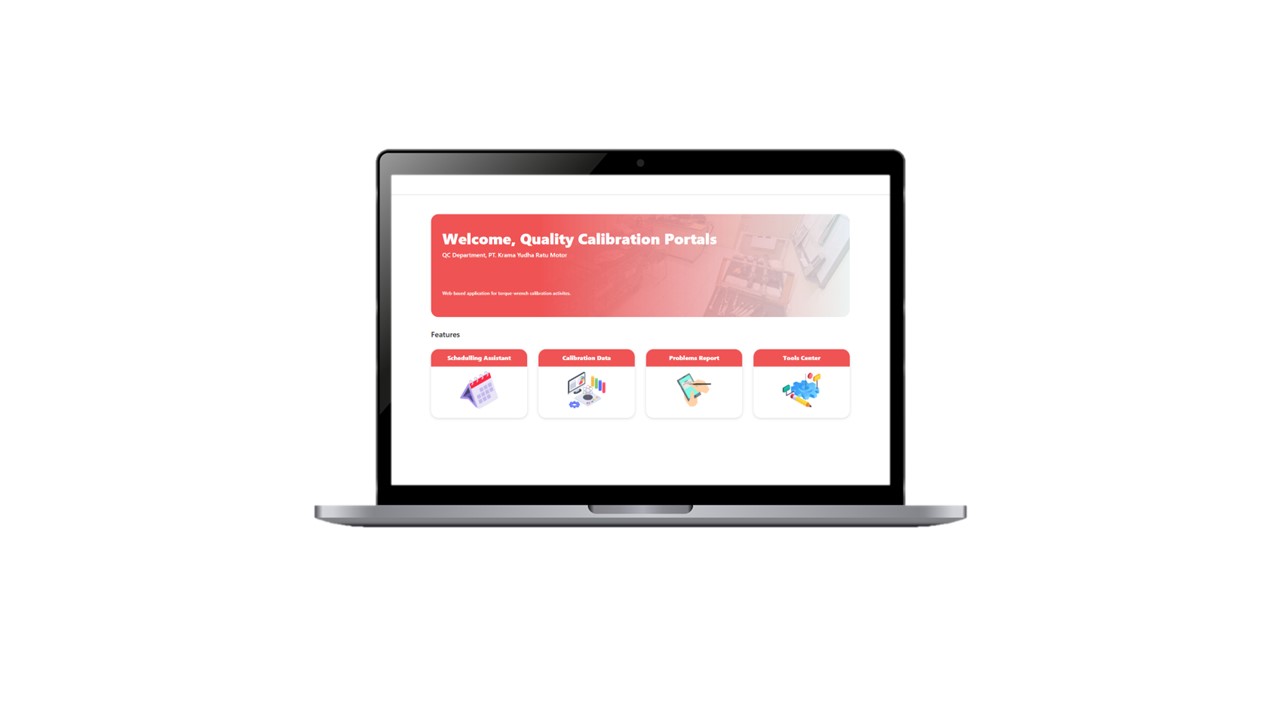 Welcome, Quality Calibration Portals
QC Department, PT. Krama Yudha Ratu Motor
Web based application for torque wrench calibration activities.
Features
Schedulling Assistant
Calibration Data
Problems Report
Tools Center